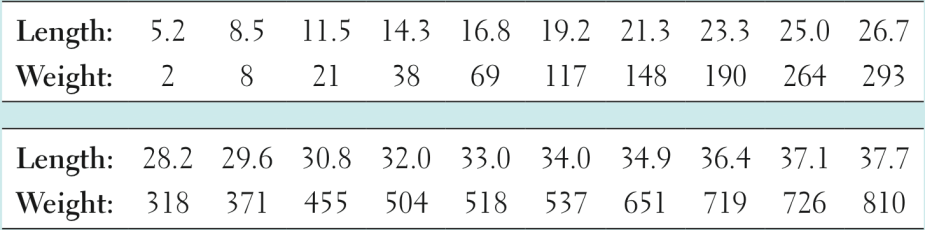 Length: 5.2 8.5 11.5 14.3 16.8 19.2 21.3 23.3 25.0 26.7
Weight: 2 8 21 38 69 117 148 190 264 293
Length: 28.2 29.6 30.8 32.0 33.0 34.0 34.9 36.4 37.1 37.7
Weight: 318 371 455 504 518 537 651 719 726 810